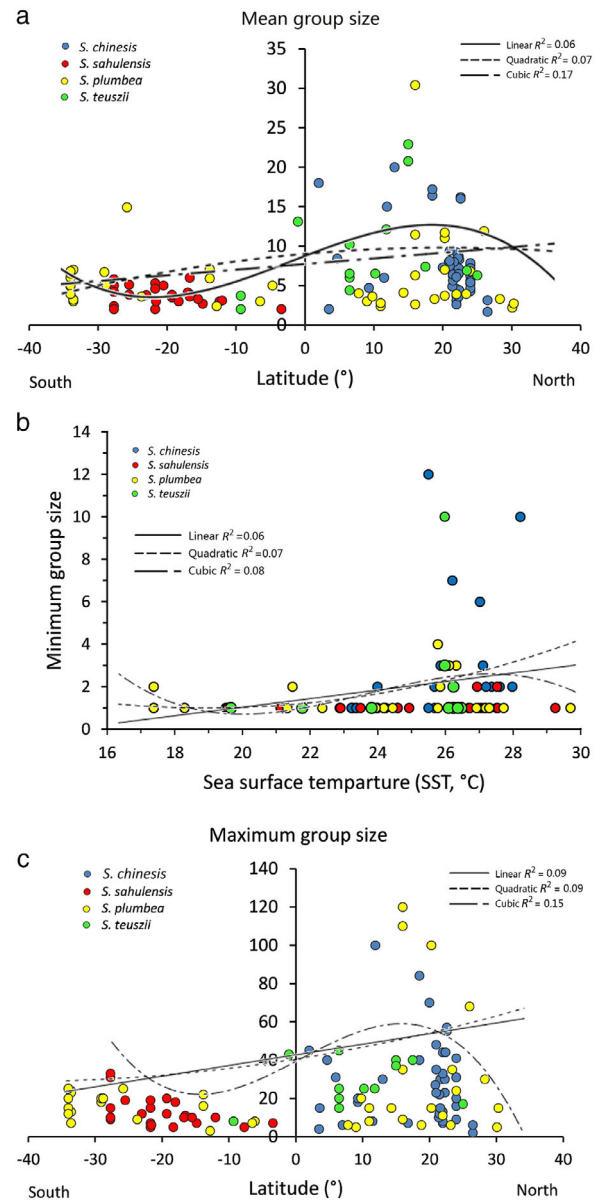 a
Mean group size
S. chinesis
S. sahulensis
S. plumbea
S. teuszii
Linear R² = 0.06
Quadratic R² = 0.07
Cubic R² = 0.17
35
30
25
20
15
10
5
0
-40 -30 -20 -10 0 10 20 30 40
South Latitude (°) North
b
14
12
10
8
6
4
2
0
Minimum group size
S. chinesis
S. sahulensis
S. plumbea
S. teuszii
Linear R² =0.06
Quadratic R² =0.07
Cubic R² = 0.08
16 18 20 22 24 26 28 30
Sea surface temparture (SST, °C)
Maximum group size
c
S. chinesis
S. sahulensis
S. plumbea
S. teuszii
Linear R² = 0.09
Quadratic R² = 0.09
Cubic R² = 0.15
140
120
100
80
60
40
20
0
-40 -30 -20 -10 0 10 20 30 40
South Latitude (°) North